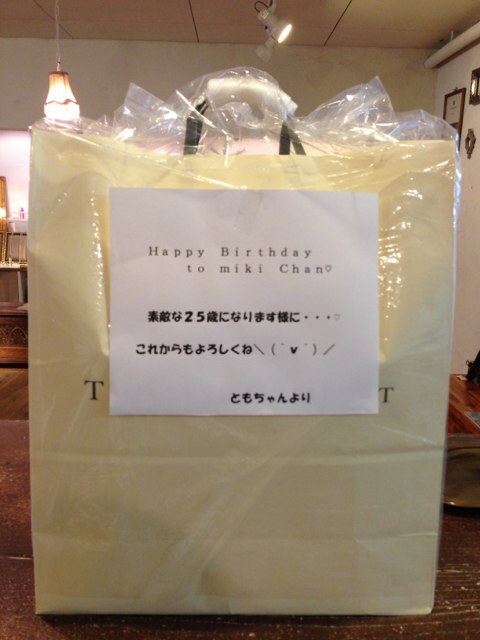 Happy Birthday
to miki Chan♡
素敵な２５歳になります様に・・・♡
これからもよろしくね＼(｀ｖ´)／
T T
ともちゃんより